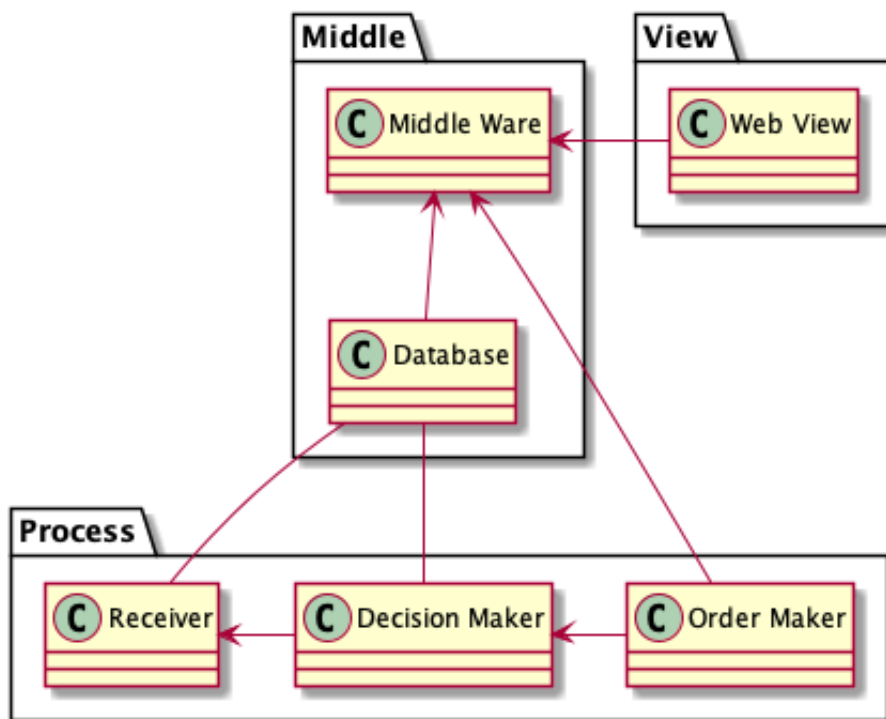 Middle
View
C Middle Ware
C Web View
C Database
Process
C Receiver
C Decision Maker
C Order Maker